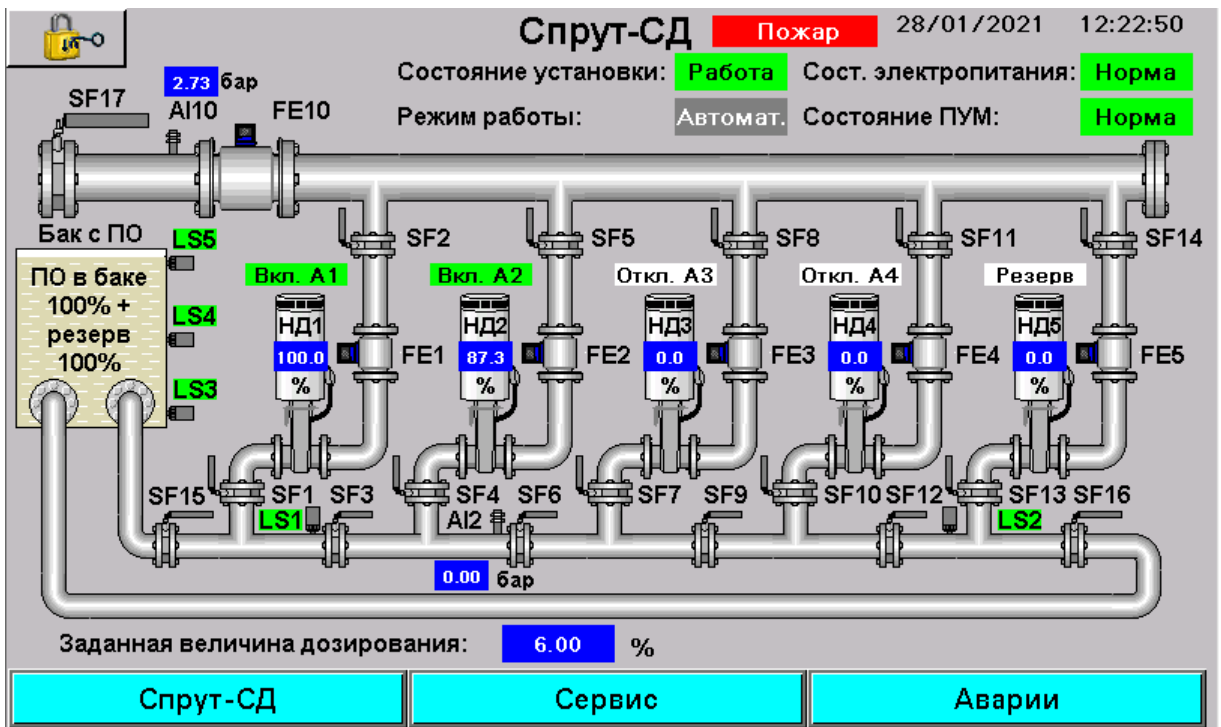 Спрут-СД Пожар 28/01/2021 12:22:50
Состояние установки: Работа Сост. электропитания: Норма
2.73 бар
SF17 AI10 FE10 Режим работы: Автомат. Состояние ПУМ: Норма
Бак с ПО LS5 SF2 SF5 SF8 SF11 SF14
ПО в баке
100% +
резерв
100%
Вкл. А1 Вкл. А2 Откл. А3 Откл. А4 Резерв
LS4 НД1 НД2 НД3 НД4 НД5
100.0 FE1 87.3 FE2 0.0 FE3 0.0 FE4 0.0 FE5
% % % % %
LS3
SF15 SF1 SF3 SF4 SF6 SF7 SF9 SF10 SF12 SF13 SF16
LS1 AI2 LS2
0.00 бар
Заданная величина дозирования: 6.00 %
Спрут-СД Сервис Аварии